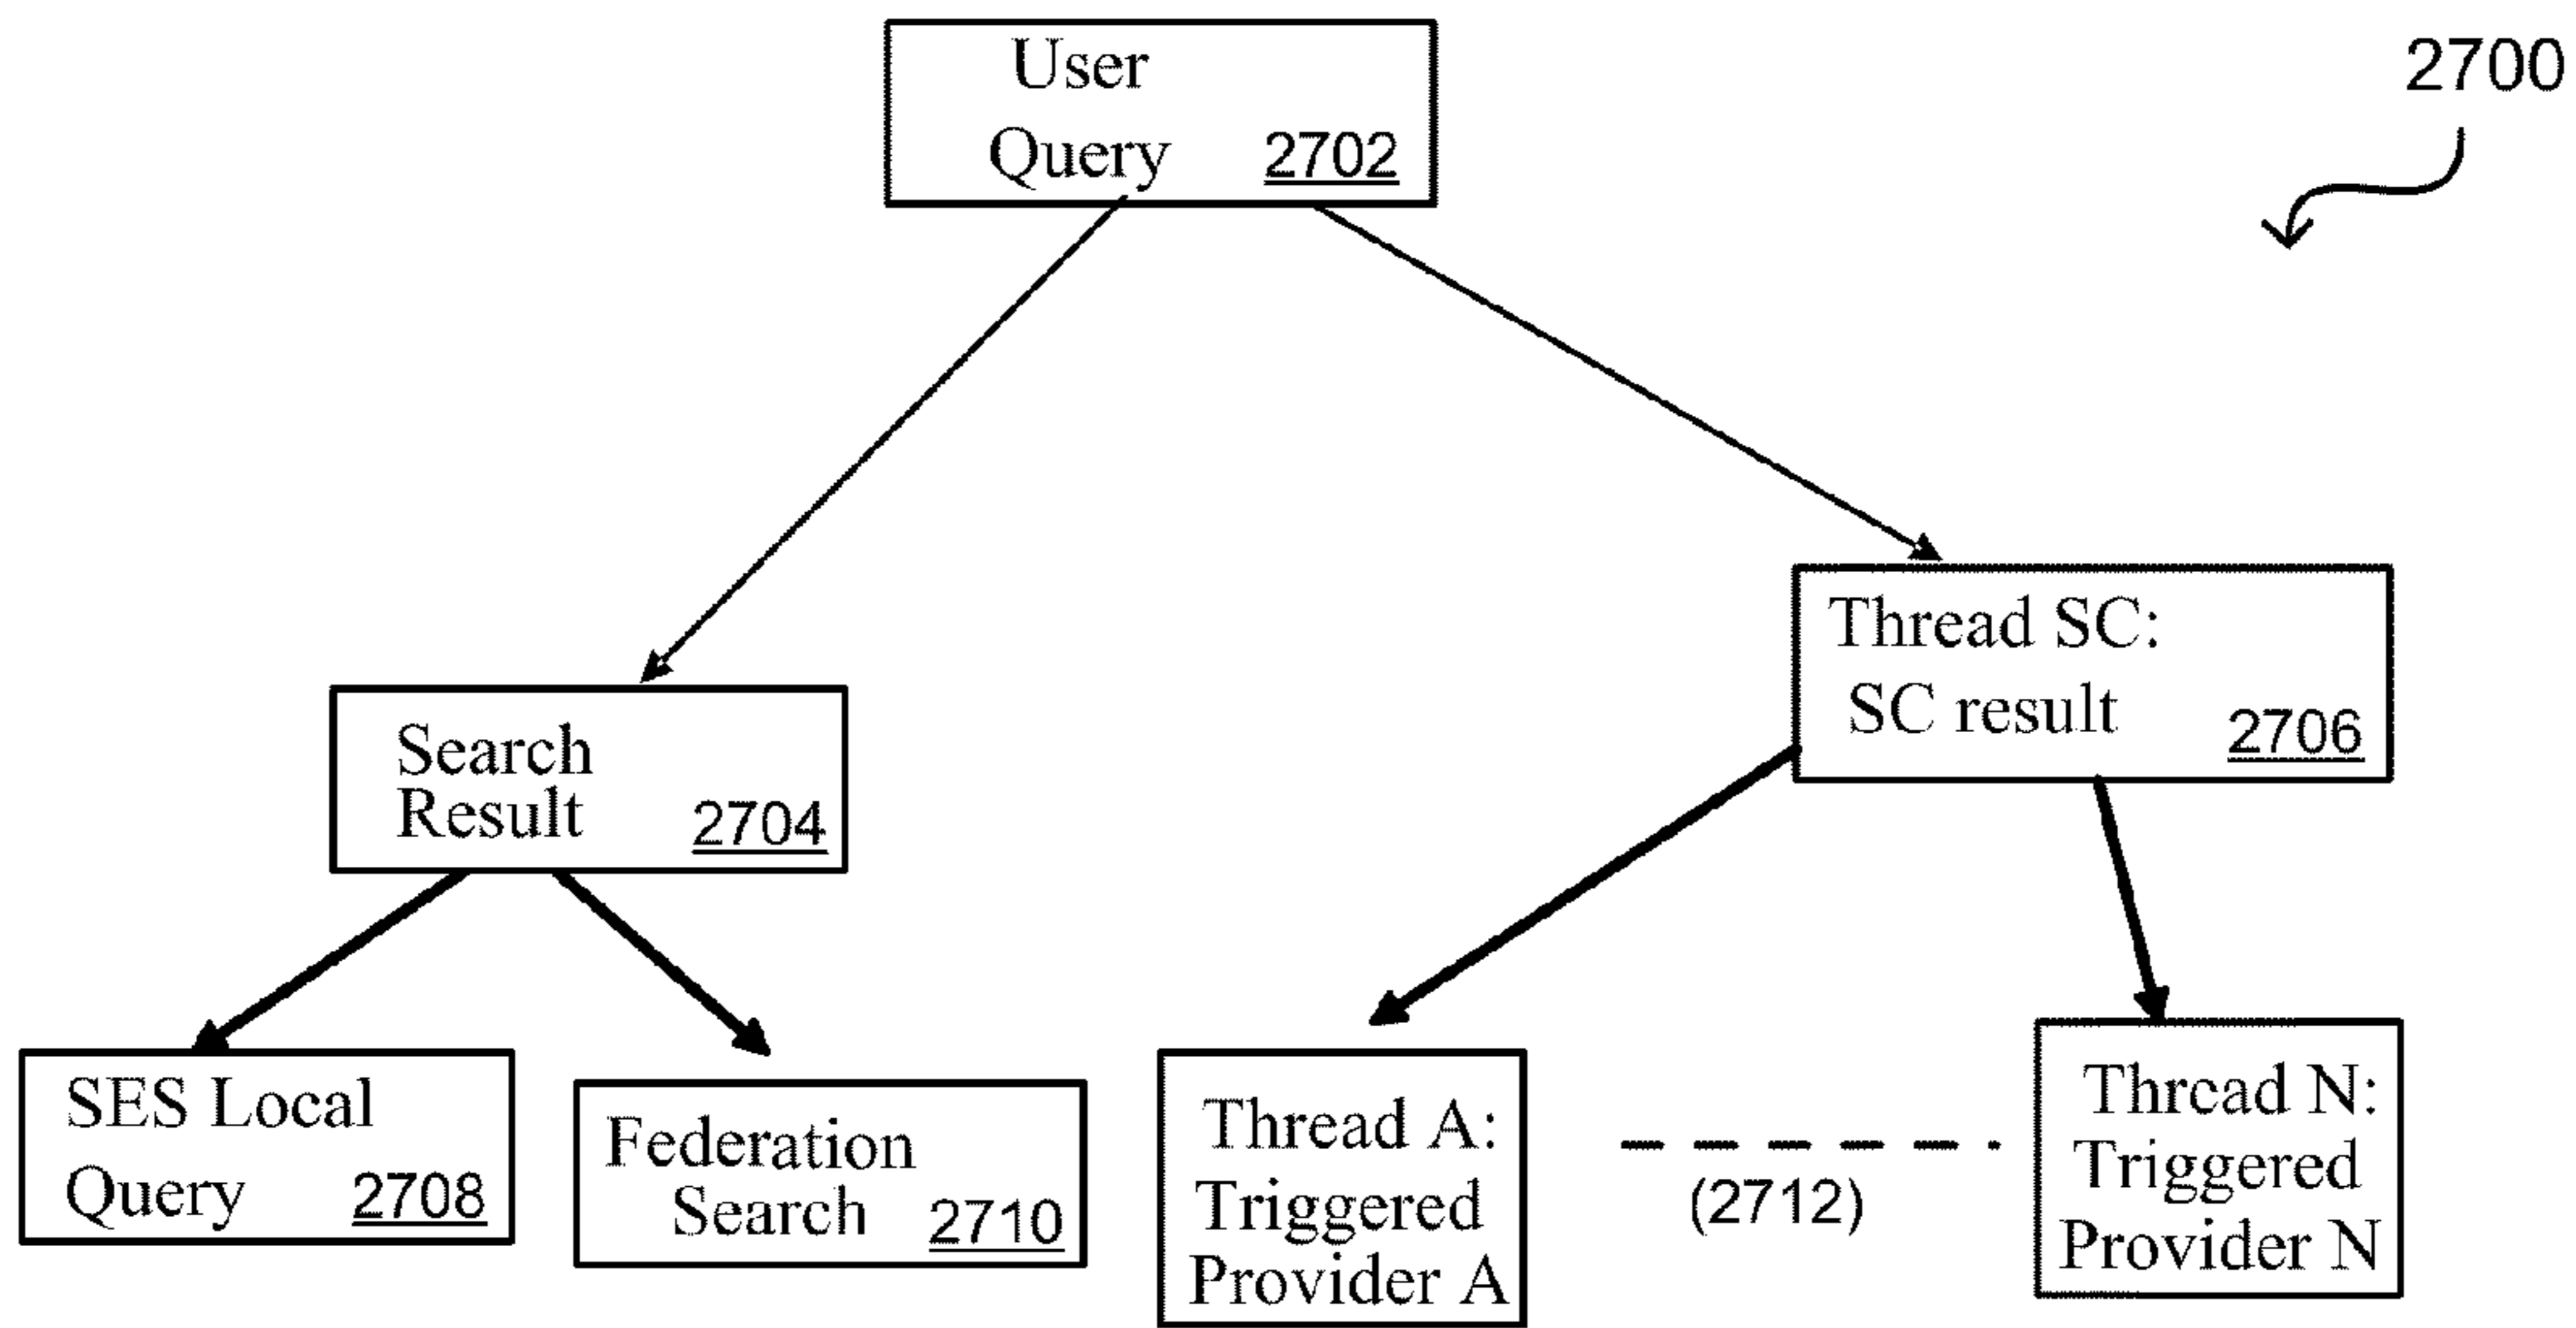 User
Query 2702
2700
Thread SC:
SC result 2706
Search
Result 2704
SES Local
Query 2708
Federation
Search 2710
Thread A:
Triggered
Provider A
(2712)
Thread N:
Triggered
Provider N